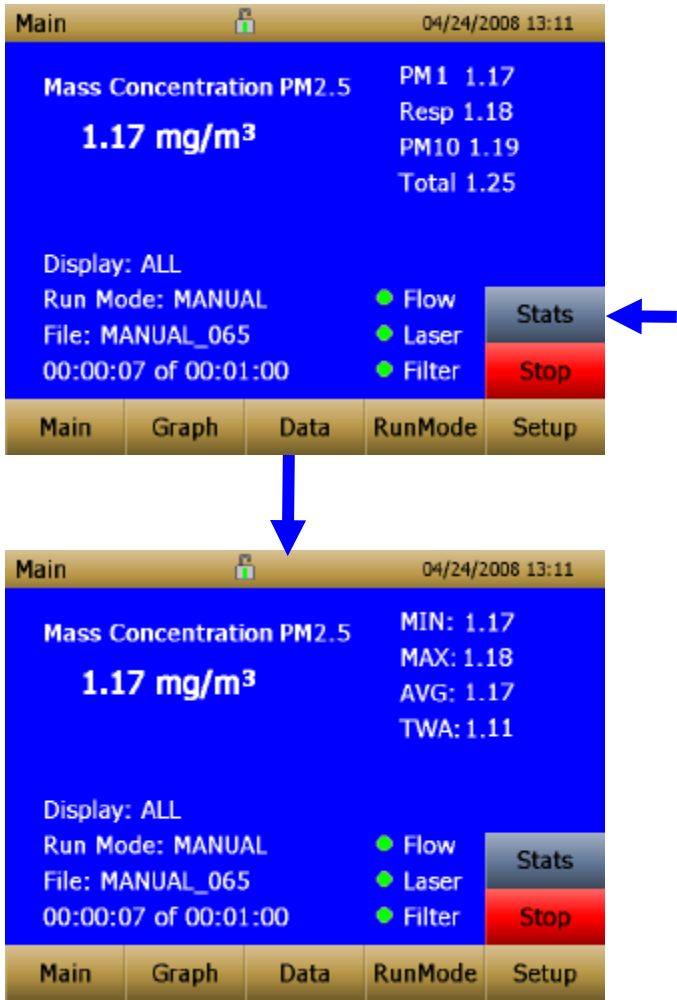 Main 04/24/2008 13:11
Mass Concentration PM2.5
1.17 mg/m³
PM1 1.17
Resp 1.18
PM10 1.19
Total 1.25
Display: ALL
Run Mode: MANUAL
File: MANUAL_065
00:00:07 of 00:01:00
Flow
Laser
Filter
Stats
Stop
Main Graph Data RunMode Setup
Main 04/24/2008 13:11
Mass Concentration PM2.5
1.17 mg/m³
MIN: 1.17
MAX: 1.18
AVG: 1.17
TWA: 1.11
Display: ALL
Run Mode: MANUAL
File: MANUAL_065
00:00:07 of 00:01:00
Flow
Laser
Filter
Stats
Stop
Main Graph Data RunMode Setup